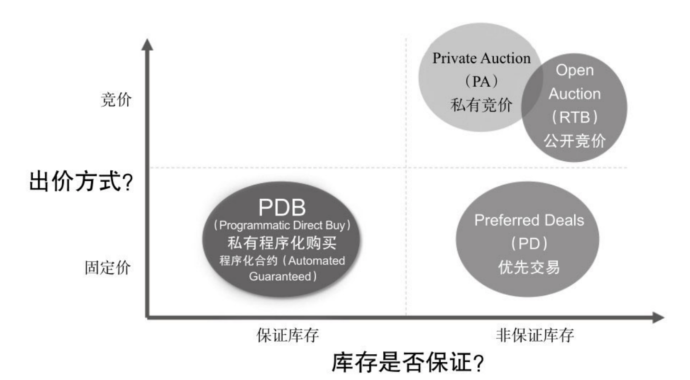 竞价
出价方式?
固定价
Private Auction
（PA）
私有竞价
Open
Auction
（RTB）
公开竞价
PDB
（Programmatic Direct Buy）
私有程序化购买
程序化合约（Automated
Guaranteed）
Preferred Deals
（PD）
优先交易
保证库存
非保证库存
库存是否保证?